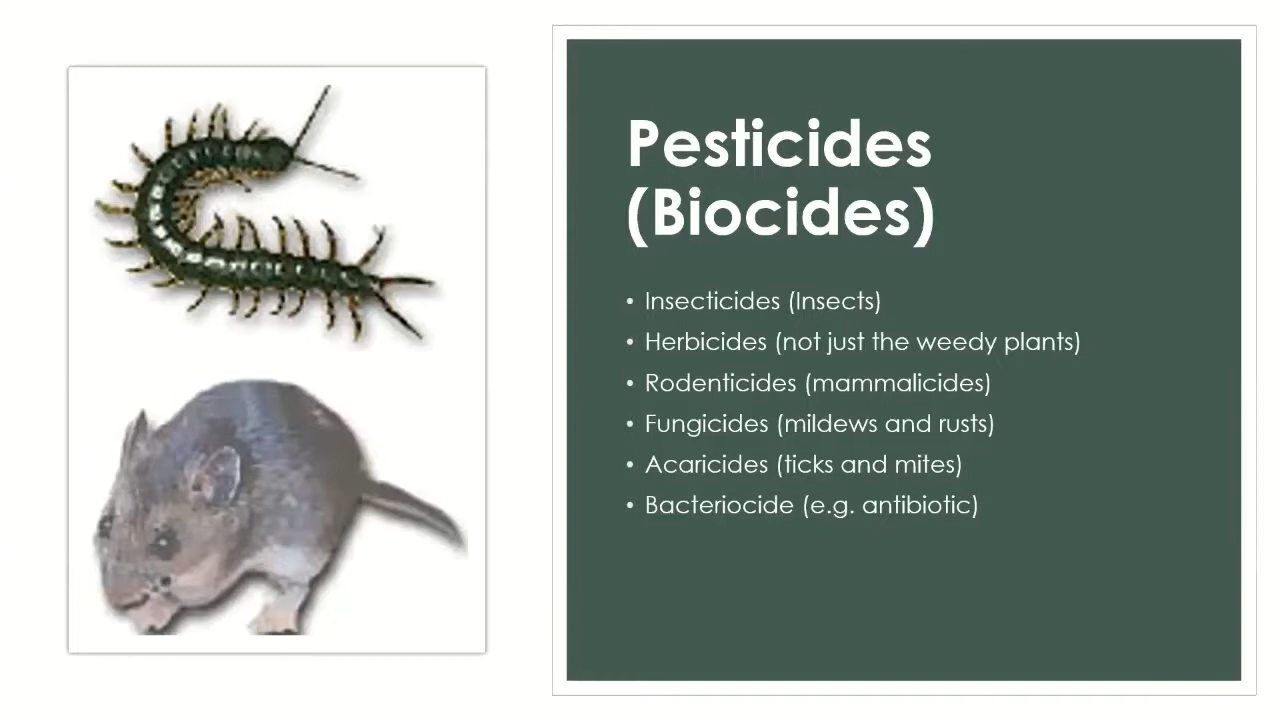 Pesticides
(Biocides)
• Insecticides (Insects)
• Herbicides (not just the weedy plants)
• Rodenticides (mammalicides)
• Fungicides (mildews and rusts)
• Acaricides (ticks and mites)
• Bacteriocide (e.g. antibiotic)